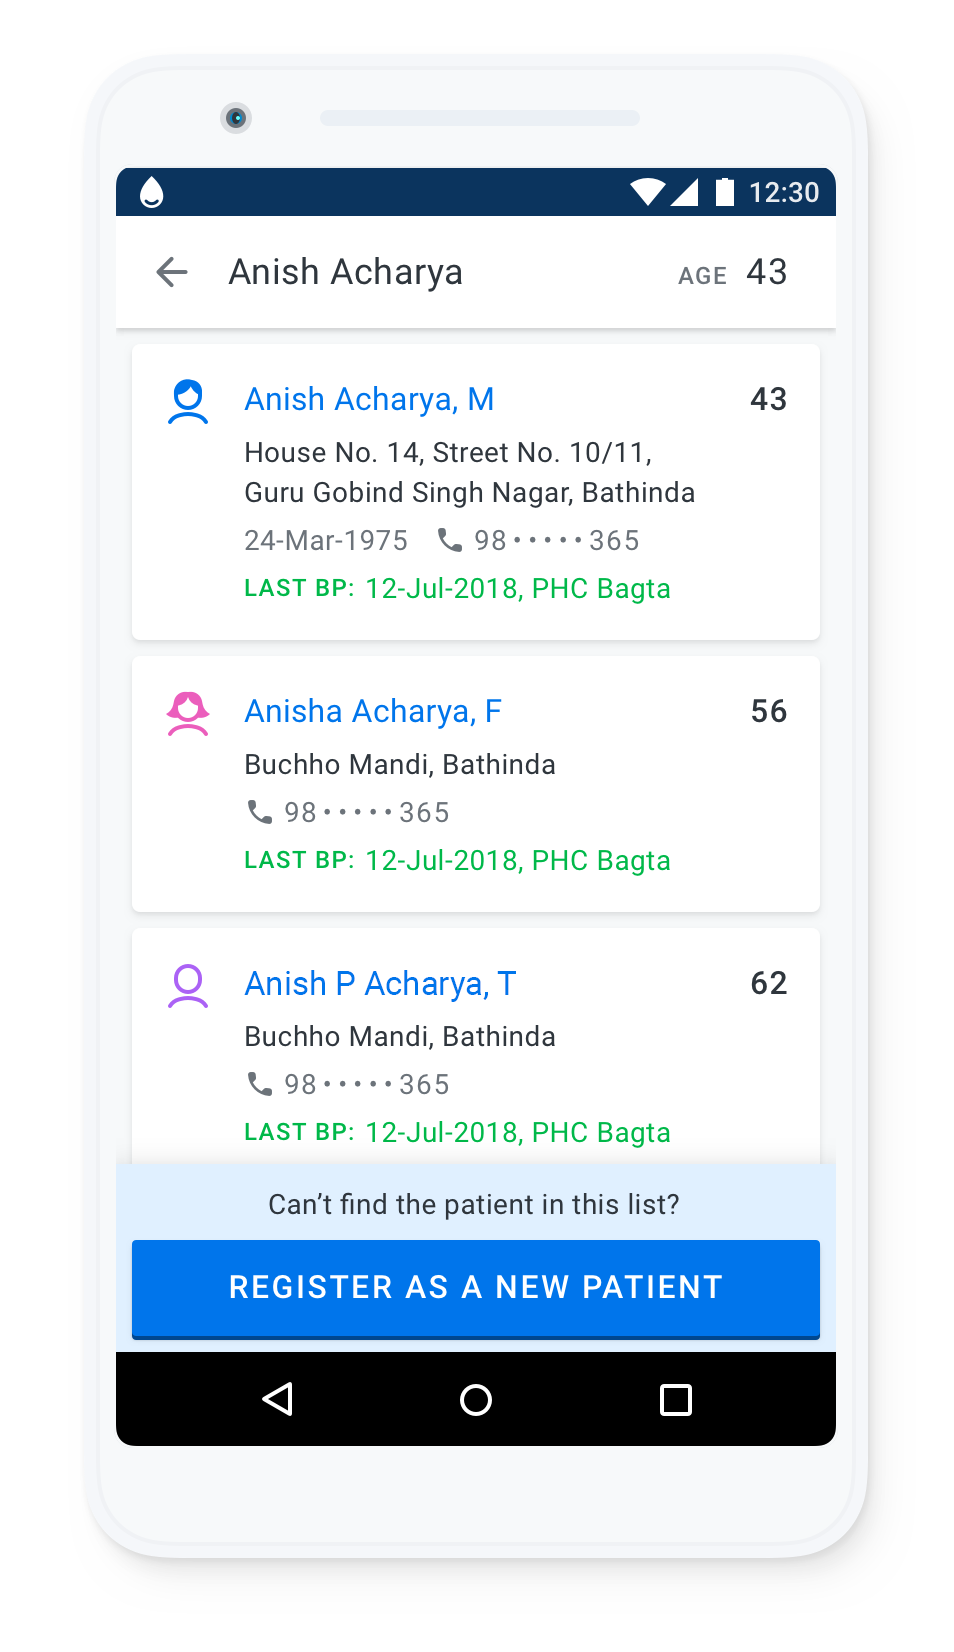 12:30
Anish Acharya AGE 43
Anish Acharya, M 43
House No. 14, Street No. 10/11,
Guru Gobind Singh Nagar, Bathinda
24-Mar-1975 98•••••365
LAST BP: 12-Jul-2018, PHC Bagta
Anisha Acharya, F 56
Buchho Mandi, Bathinda
98•••••365
LAST BP: 12-Jul-2018, PHC Bagta
Anish P Acharya, T 62
Buchho Mandi, Bathinda
98•••••365
LAST BP: 12-Jul-2018, PHC Bagta
Can’t find the patient in this list?
REGISTER AS A NEW PATIENT